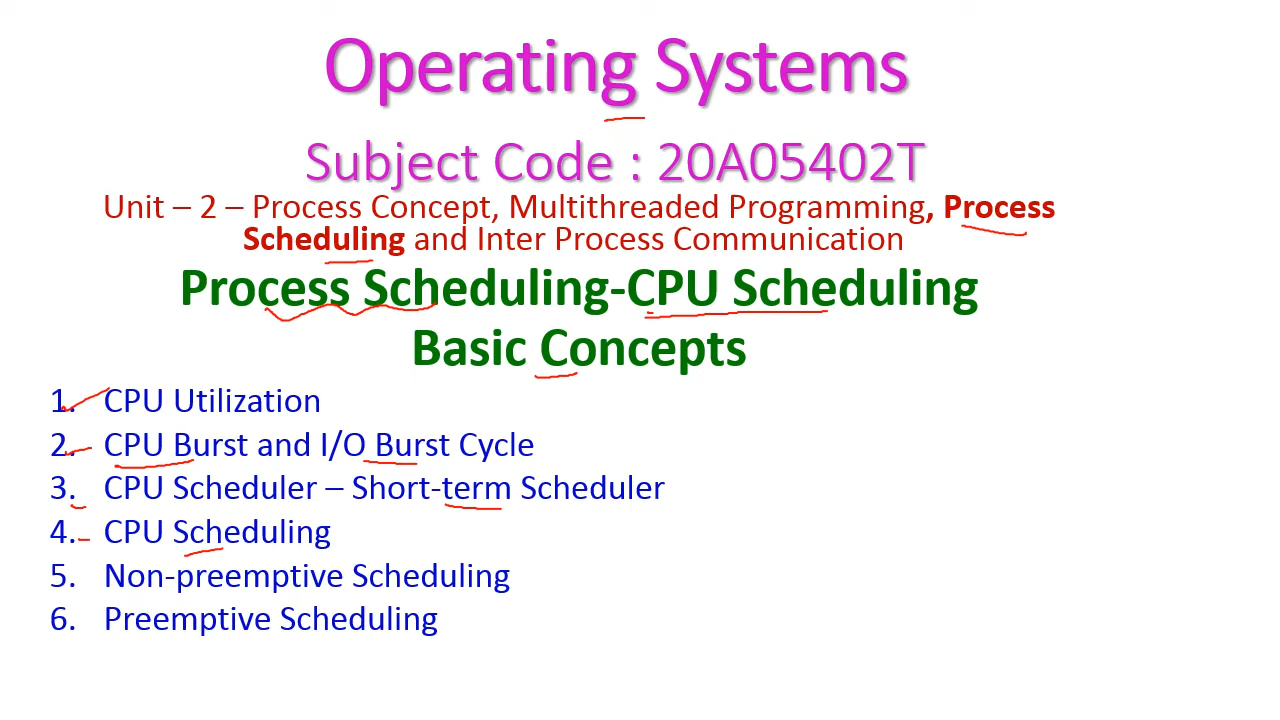 Operating Systems
Subject Code : 20A05402T
Unit – 2 – Process Concept, Multithreaded Programming, Process
Scheduling and Inter Process Communication
Process Scheduling-CPU Scheduling
Basic Concepts
1. CPU Utilization
2. CPU Burst and I/O Burst Cycle
3. CPU Scheduler – Short-term Scheduler
4. CPU Scheduling
5. Non-preemptive Scheduling
6. Preemptive Scheduling